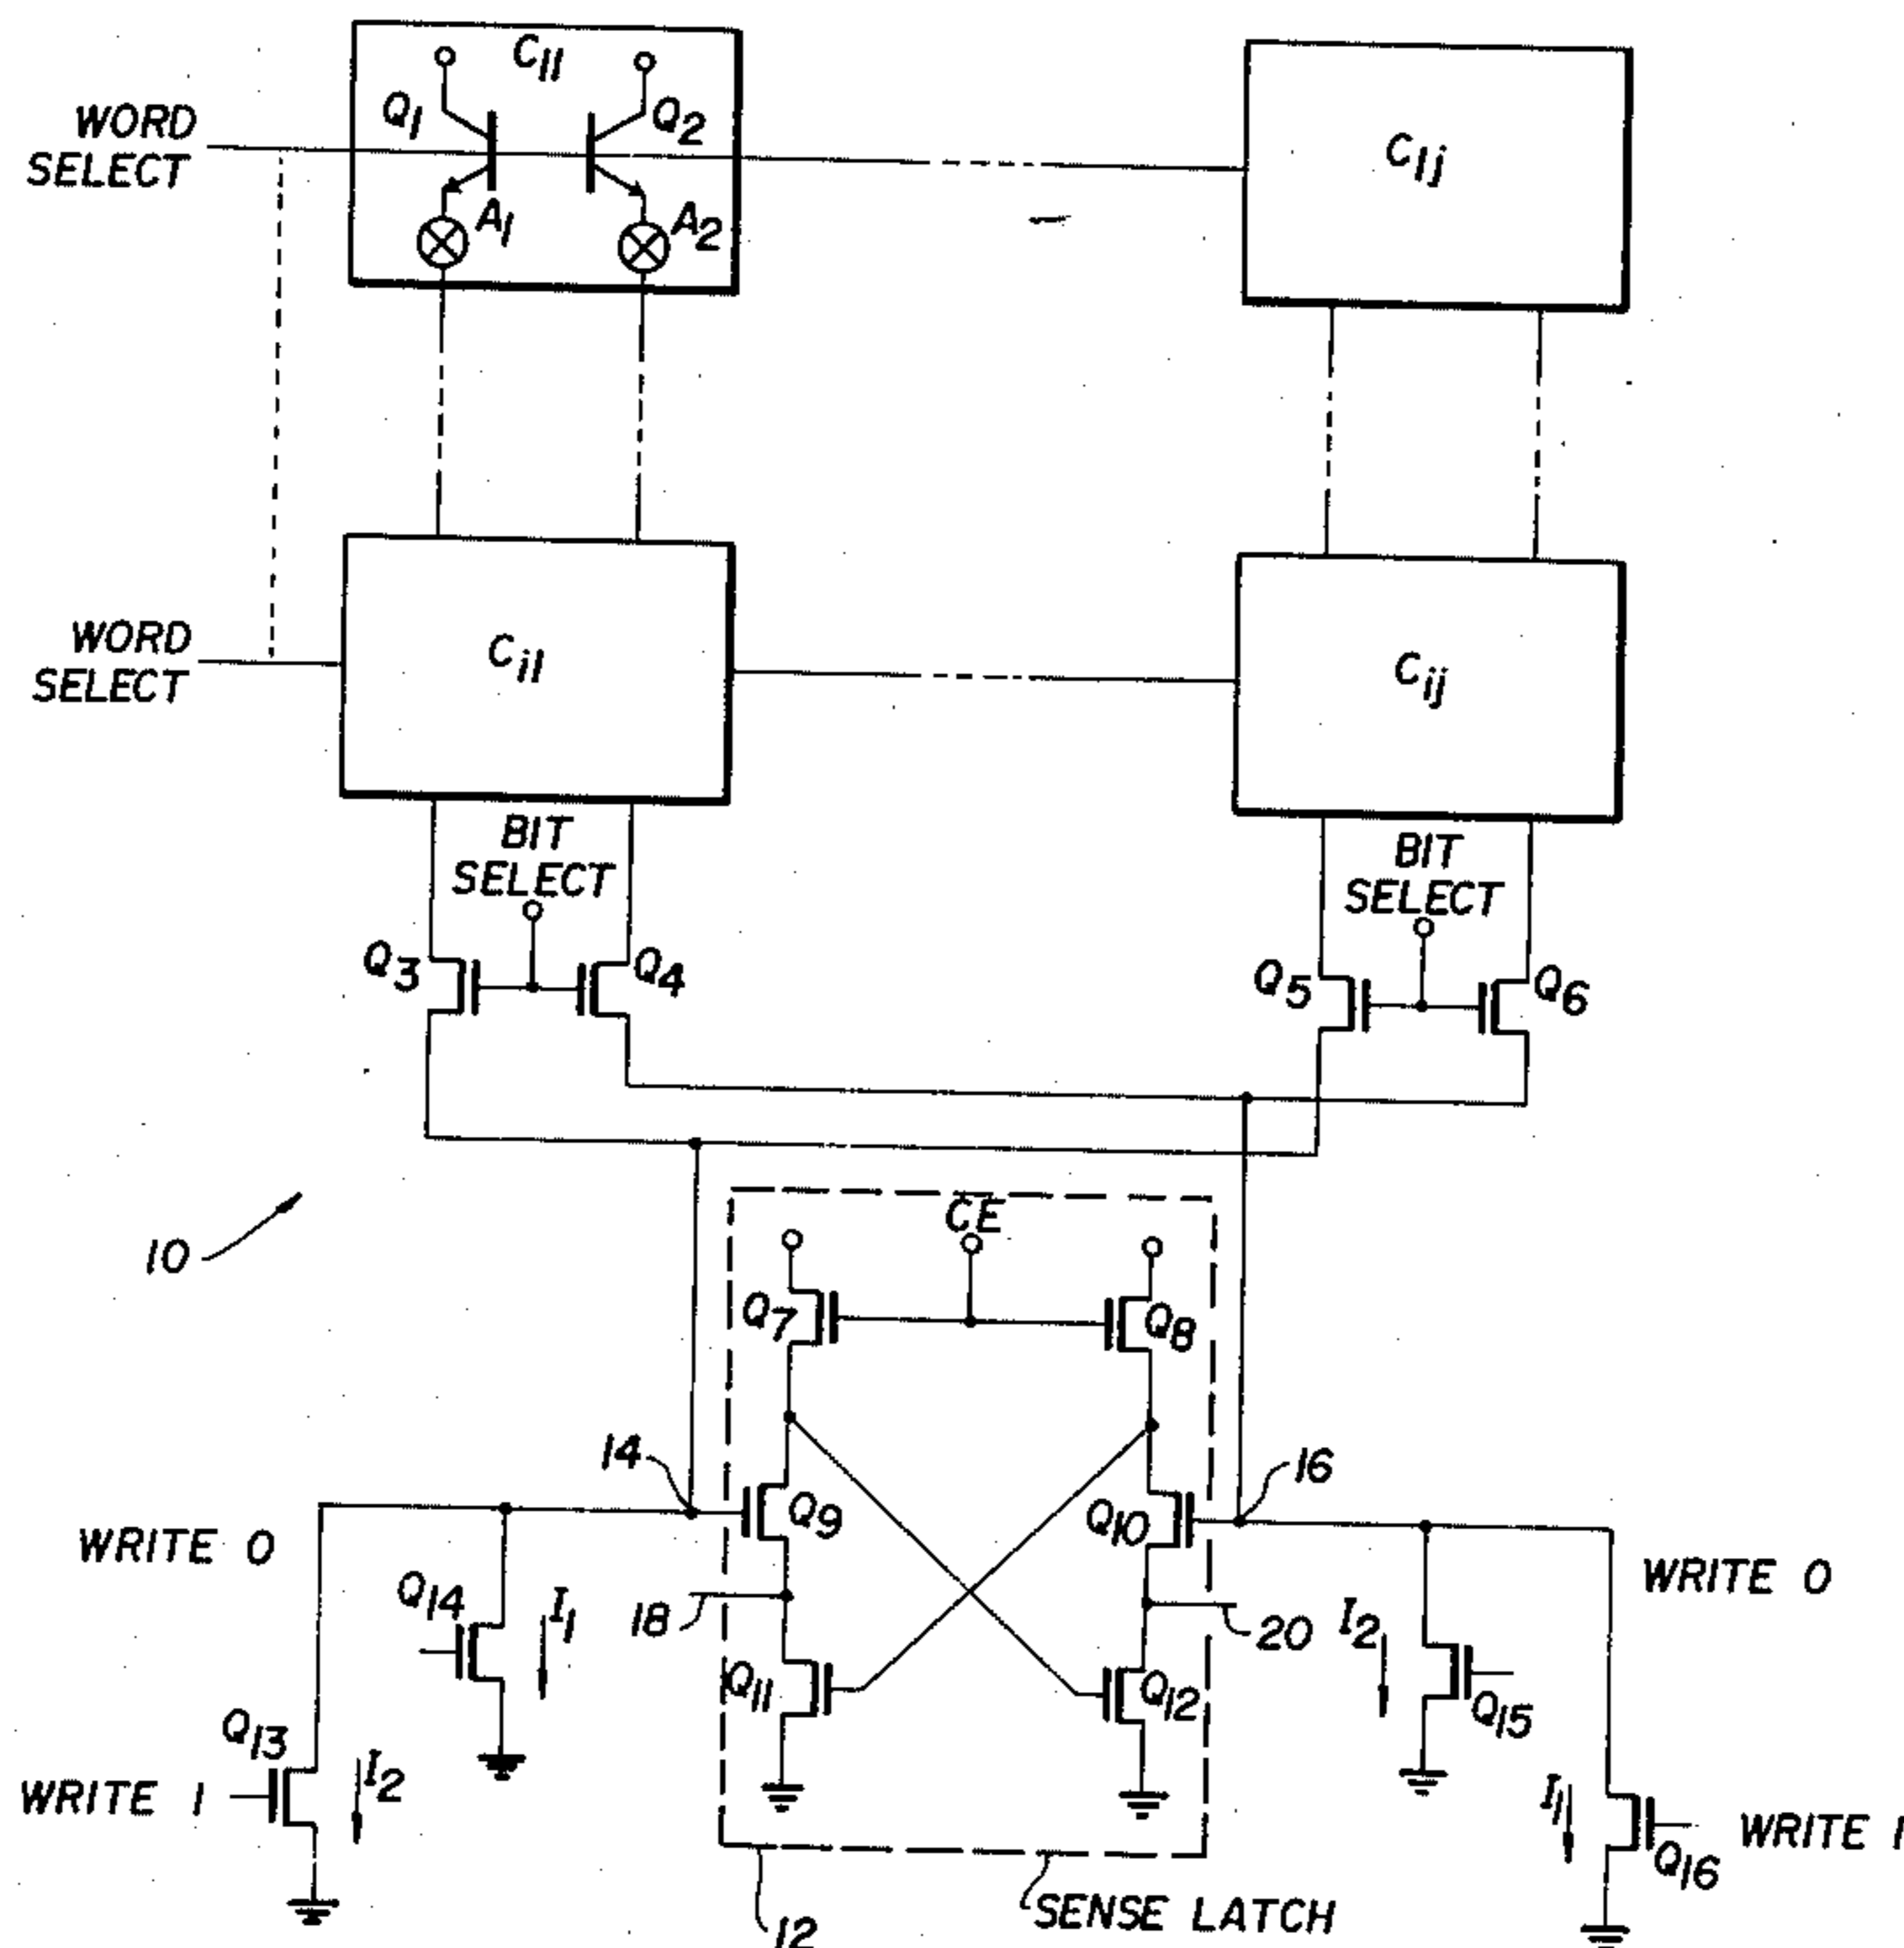 C11
Q1
Q2
WORD
SELECT
A1
A2
C1j
WORD
SELECT
Ci1
Cij
BIT
SELECT
BIT
SELECT
Q3
Q4
Q5
Q6
10
CE
Q7
Q8
14
16
Q9
Q10
WRITE 0
WRITE 0
Q14
I1
18
20
I2
Q11
Q12
Q15
Q13
I2
WRITE 1
I1
Q16
WRITE 1
12
SENSE LATCH